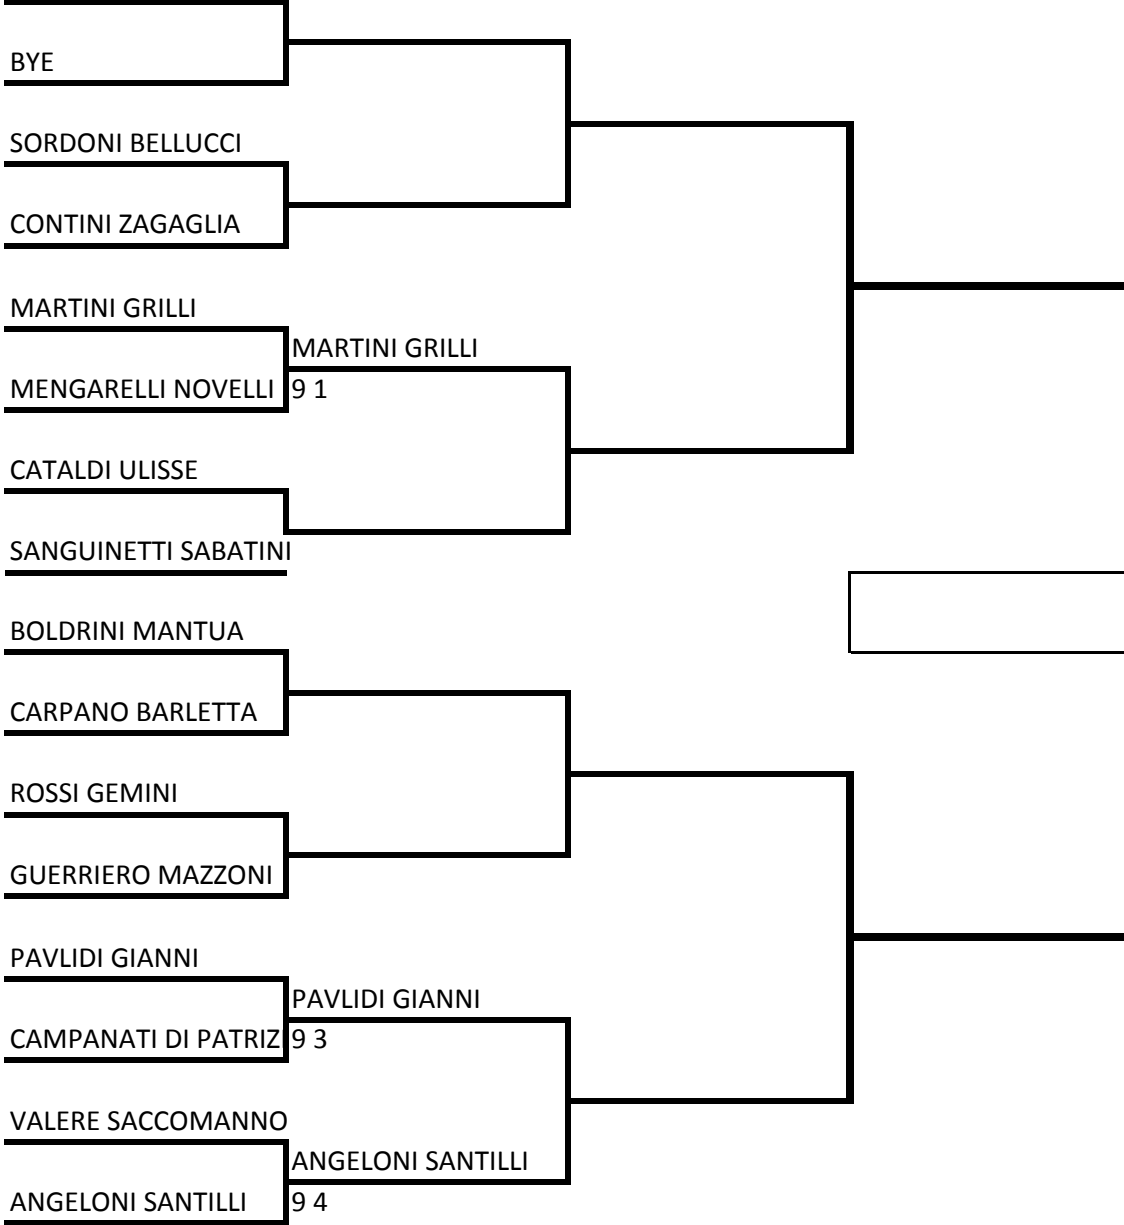 BYE
SORDONI BELLUCCI
CONTINI ZAGAGLIA
MARTINI GRILLI
MARTINI GRILLI
MENGARELLI NOVELLI
9 1
CATALDI ULISSE
SANGUINETTI SABATINI
BOLDRINI MANTUA
CARPANO BARLETTA
ROSSI GEMINI
GUERRIERO MAZZONI
PAVLIDI GIANNI
PAVLIDI GIANNI
CAMPANATI DI PATRIZI
9 3
VALERE SACCOMANNO
ANGELONI SANTILLI
ANGELONI SANTILLI
9 4